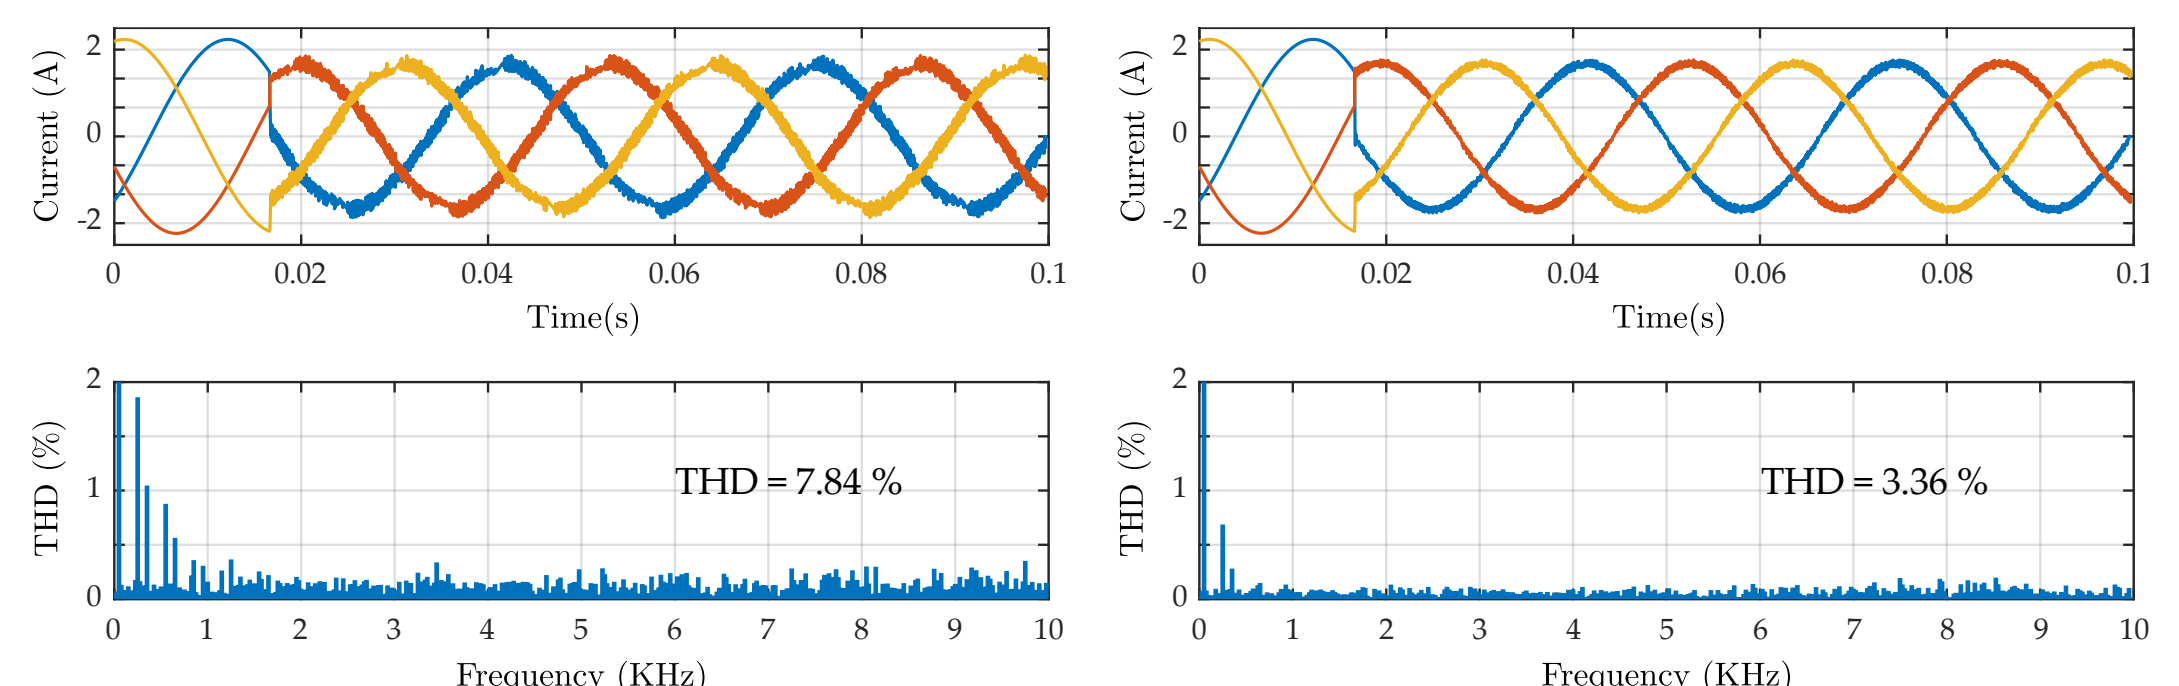 2
0
-2
Current (A)
0 0.02 0.04 0.06 0.08 0.1
Time(s)
2
0
-2
Current (A)
0 0.02 0.04 0.06 0.08 0.1
Time(s)
2
1
0
THD (%)
THD = 7.84 %
0 1 2 3 4 5 6 7 8 9 10
Frequency (KHz)
2
1
0
THD (%)
THD = 3.36 %
0 1 2 3 4 5 6 7 8 9 10
Frequency (KHz)